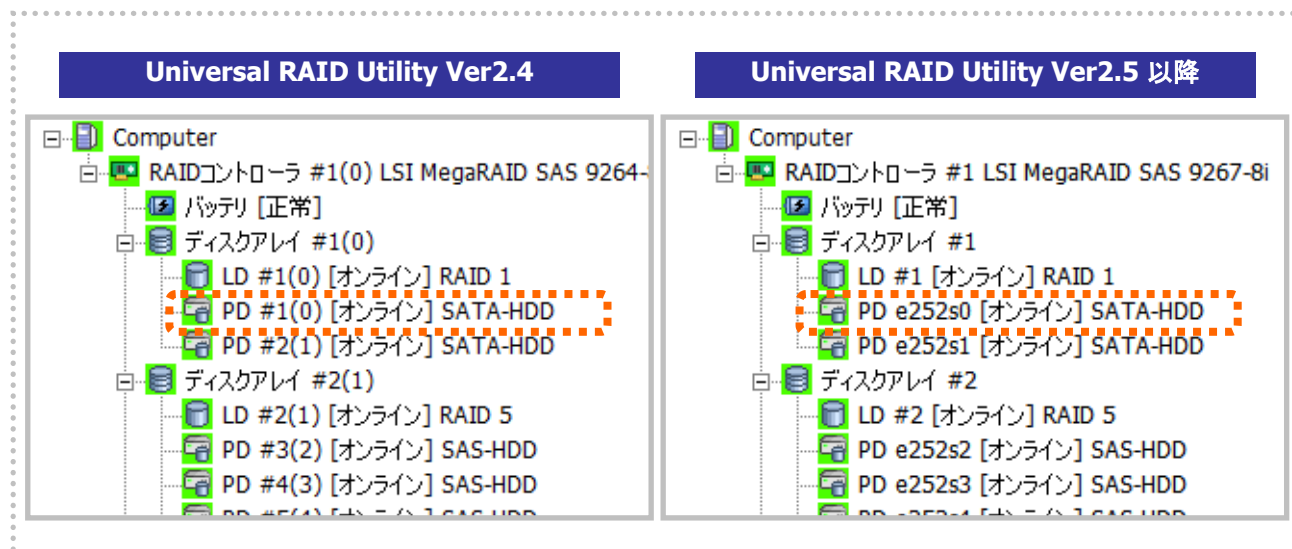 Universal RAID Utility Ver2.4
Computer
RAIDコントローラ #1(0) LSI MegaRAID SAS 9264-
バッテリ [正常]
ディスクアレイ #1(0)
LD #1(0) [オンライン] RAID 1
PD #1(0) [オンライン] SATA-HDD
PD #2(1) [オンライン] SATA-HDD
ディスクアレイ #2(1)
LD #2(1) [オンライン] RAID 5
PD #3(2) [オンライン] SAS-HDD
PD #4(3) [オンライン] SAS-HDD
Universal RAID Utility Ver2.5 以降
Computer
RAIDコントローラ #1 LSI MegaRAID SAS 9267-8i
バッテリ [正常]
ディスクアレイ #1
LD #1 [オンライン] RAID 1
PD e252s0 [オンライン] SATA-HDD
PD e252s1 [オンライン] SATA-HDD
ディスクアレイ #2
LD #2 [オンライン] RAID 5
PD e252s2 [オンライン] SAS-HDD
PD e252s3 [オンライン] SAS-HDD